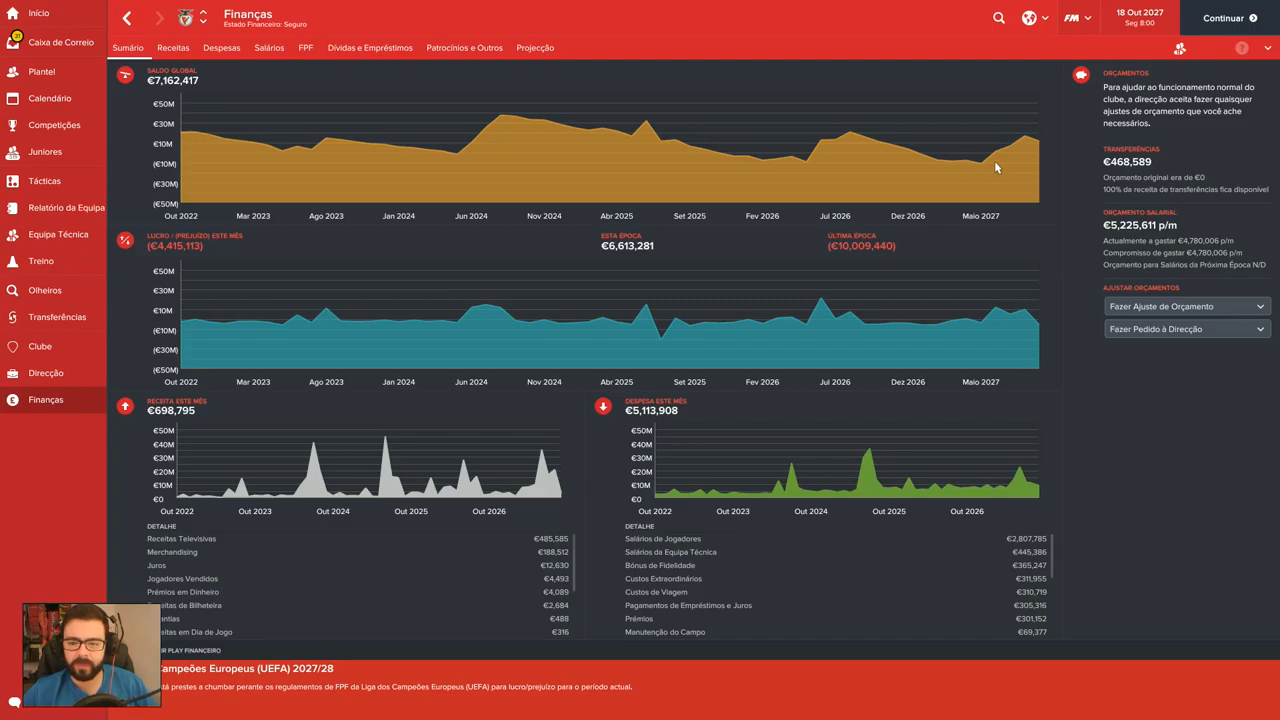 Início
Caixa de Correio
31
Plantel
Calendário
Competições
Juniores
Tácticas
Relatório da Equipa
Equipa Técnica
Treino
Olheiros
Transferências
Clube
Direcção
Finanças
Finanças
Estado Financeiro: Seguro
FM
18 Out 2027
Seg 8:00
Continuar
Sumário
Receitas
Despesas
Salários
FPF
Dívidas e Empréstimos
Patrocínios e Outros
Projecção
SALDO GLOBAL
€7,162,417
€50M
€30M
€10M
(€10M)
(€30M)
(€50M)
Out 2022 Mar 2023 Ago 2023 Jan 2024 Jun 2024 Nov 2024 Abr 2025 Set 2025 Fev 2026 Jul 2026 Dez 2026 Maio 2027
LUCRO / (PREJUÍZO) ESTE MÊS
(€4,415,113)
ESTA ÉPOCA
€6,613,281
ÚLTIMA ÉPOCA
(€10,009,440)
€50M
€30M
€10M
(€10M)
(€30M)
(€50M)
Out 2022 Mar 2023 Ago 2023 Jan 2024 Jun 2024 Nov 2024 Abr 2025 Set 2025 Fev 2026 Jul 2026 Dez 2026 Maio 2027
RECEITA ESTE MÊS
€698,795
€50M
€40M
€30M
€20M
€10M
€0
Out 2022 Out 2023 Out 2024 Out 2025 Out 2026
DETALHE
Receitas Televisivas €485,585
Merchandising €188,512
Juros €12,630
Jogadores Vendidos €4,493
Prémios em Dinheiro €4,089
eceitas de Bilheteira €2,684
antias €488
eitas em Dia de Jogo €316
DESPESA ESTE MÊS
€5,113,908
€50M
€40M
€30M
€20M
€10M
€0
Out 2022 Out 2023 Out 2024 Out 2025 Out 2026
DETALHE
Salários de Jogadores €2,807,785
Salários da Equipa Técnica €445,386
Bónus de Fidelidade €365,247
Custos Extraordinários €311,955
Custos de Viagem €310,719
Pagamentos de Empréstimos e Juros €305,316
Prémios €301,152
Manutenção do Campo €69,377
IR PLAY FINANCEIRO
Campeões Europeus (UEFA) 2027/28
stá prestes a chumbar perante os regulamentos de FPF da Liga dos Campeões Europeus (UEFA) para lucro/prejuízo para o período actual.
ORÇAMENTOS
Para ajudar ao funcionamento normal do
clube, a direcção aceita fazer quaisquer
ajustes de orçamento que você ache
necessários.
TRANSFERÊNCIAS
€468,589
Orçamento original era de €0
100% da receita de transferências fica disponível
ORÇAMENTO SALARIAL
€5,225,611 p/m
Actualmente a gastar €4,780,006 p/m
Compromisso de gastar €4,780,006 p/m
Orçamento para Salários da Próxima Época N/D
AJUSTAR ORÇAMENTOS
Fazer Ajuste de Orçamento
Fazer Pedido à Direcção